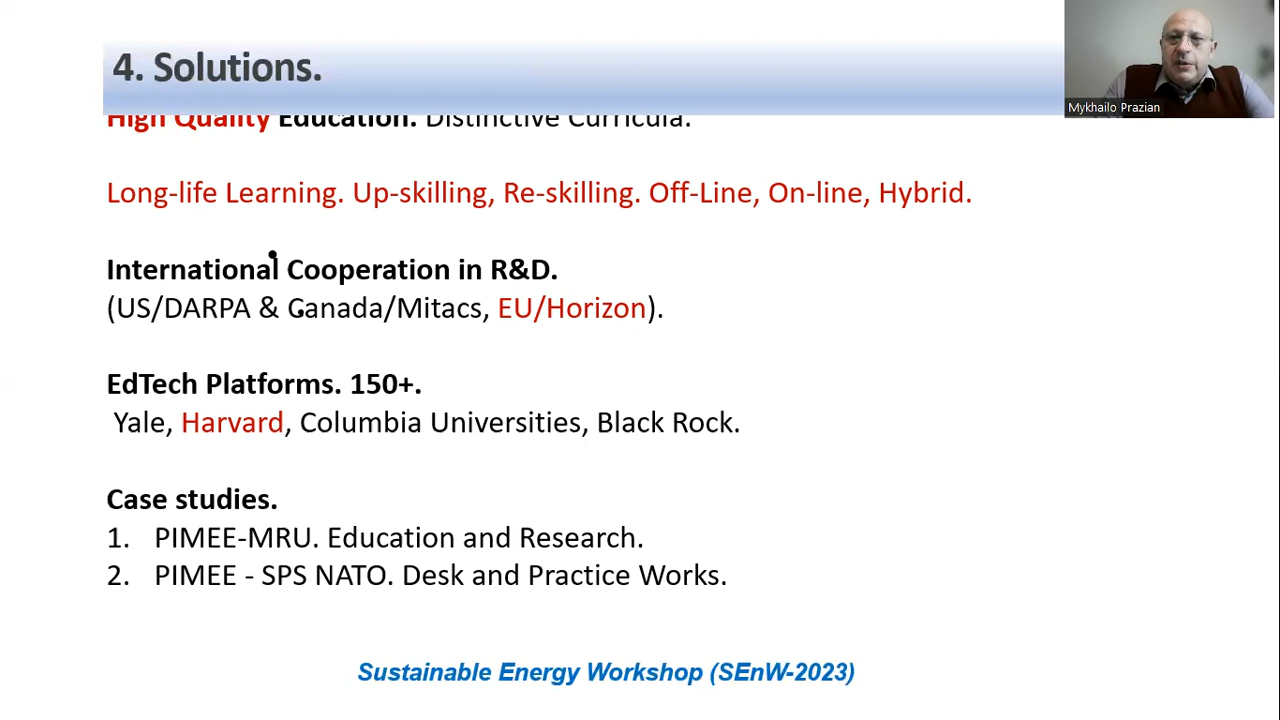 4. Solutions.
Mykhailo Prazian
High Quality Education. Distinctive Curricula.
Long-life Learning. Up-skilling, Re-skilling. Off-Line, On-line, Hybrid.
International Cooperation in R&D.
(US/DARPA & Canada/Mitacs, EU/Horizon).
EdTech Platforms. 150+.
Yale, Harvard, Columbia Universities, Black Rock.
Case studies.
1. PIMEE-MRU. Education and Research.
2. PIMEE - SPS NATO. Desk and Practice Works.
Sustainable Energy Workshop (SEnW-2023)